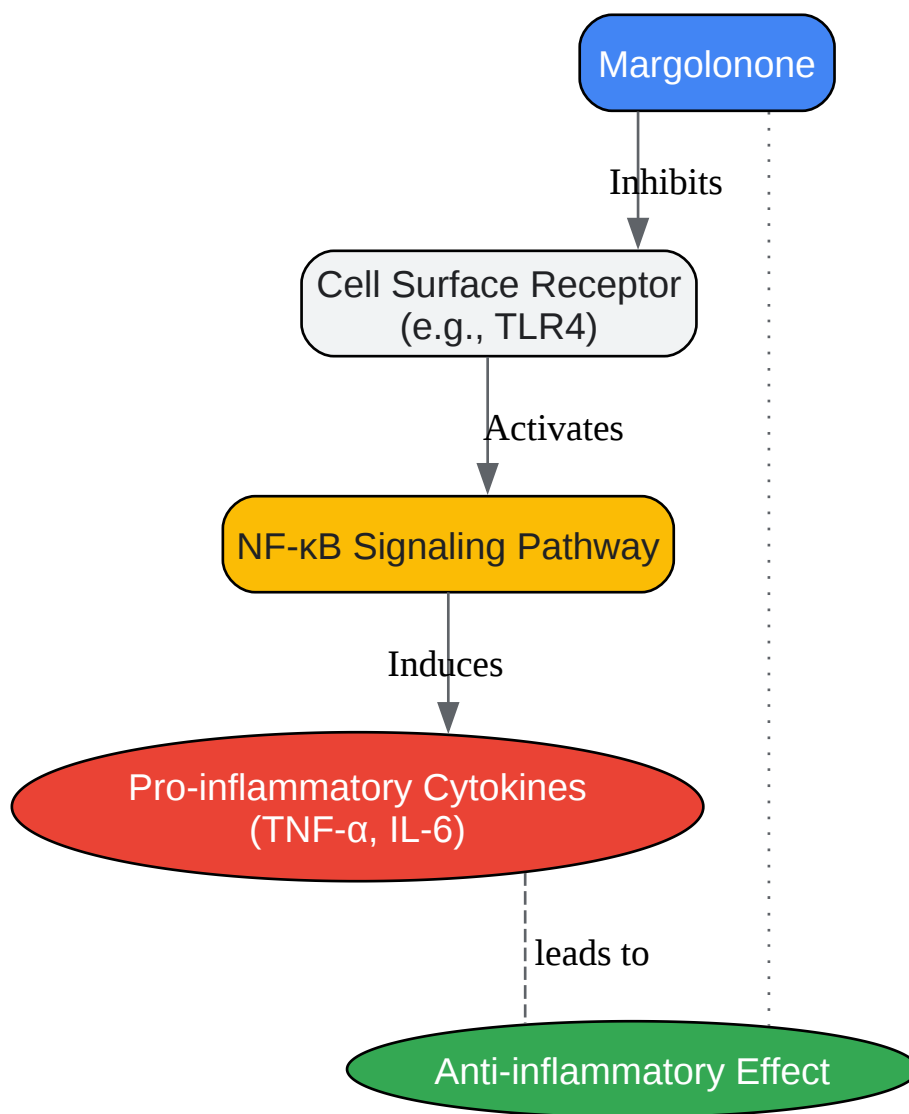 Margolonone
Inhibits
Cell Surface Receptor
(e.g., TLR4)
Activates
NF-κB Signaling Pathway
Induces
Pro-inflammatory Cytokines
(TNF-α, IL-6)
leads to
Anti-inflammatory Effect